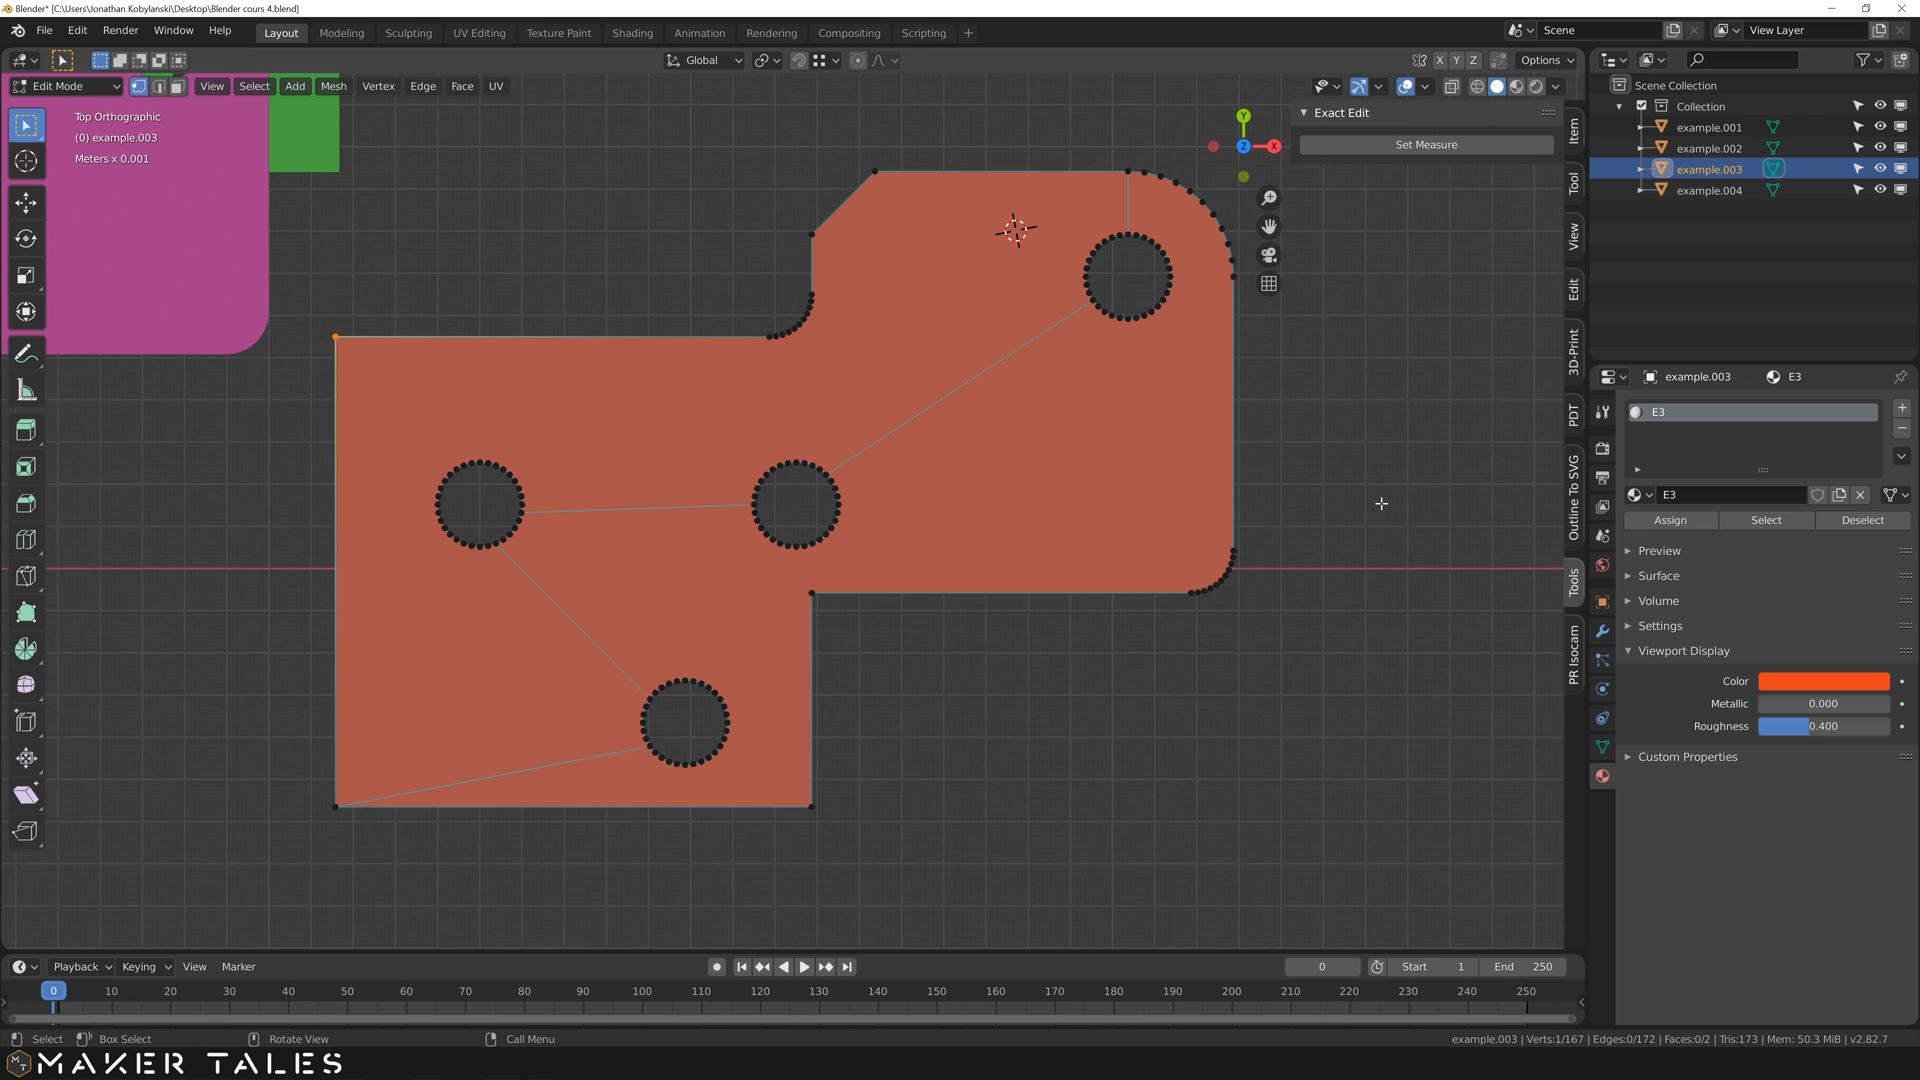 Blender* [C:\Users\Jonathan Kobylanski\Desktop\Blender cours 4.blend]
File Edit Render Window Help Layout Modeling Sculpting UV Editing Texture Paint Shading Animation Rendering Compositing Scripting + Scene View Layer
Global X Y Z Options
Edit Mode View Select Add Mesh Vertex Edge Face UV
Top Orthographic
(0) example.003
Meters x 0.001
Y
Z X
Exact Edit
Set Measure
Item
Tool
View
Edit
3D-Print
PDT
Outline To SVG
Tools
PR Isocam
Scene Collection
Collection
example.001
example.002
example.003
example.004
example.003 E3
E3
E3
Assign Select Deselect
Preview
Surface
Volume
Settings
Viewport Display
Color
Metallic 0.000
Roughness 0.400
Custom Properties
Playback Keying View Marker 0 Start 1 End 250
0 10 20 30 40 50 60 70 80 90 100 110 120 130 140 150 160 170 180 190 200 210 220 230 240 250
Select Box Select Rotate View Call Menu example.003 | Verts:1/167 | Edges:0/172 | Faces:0/2 | Tris:173 | Mem: 50.3 MiB | v2.82.7
MT MAKER TALES